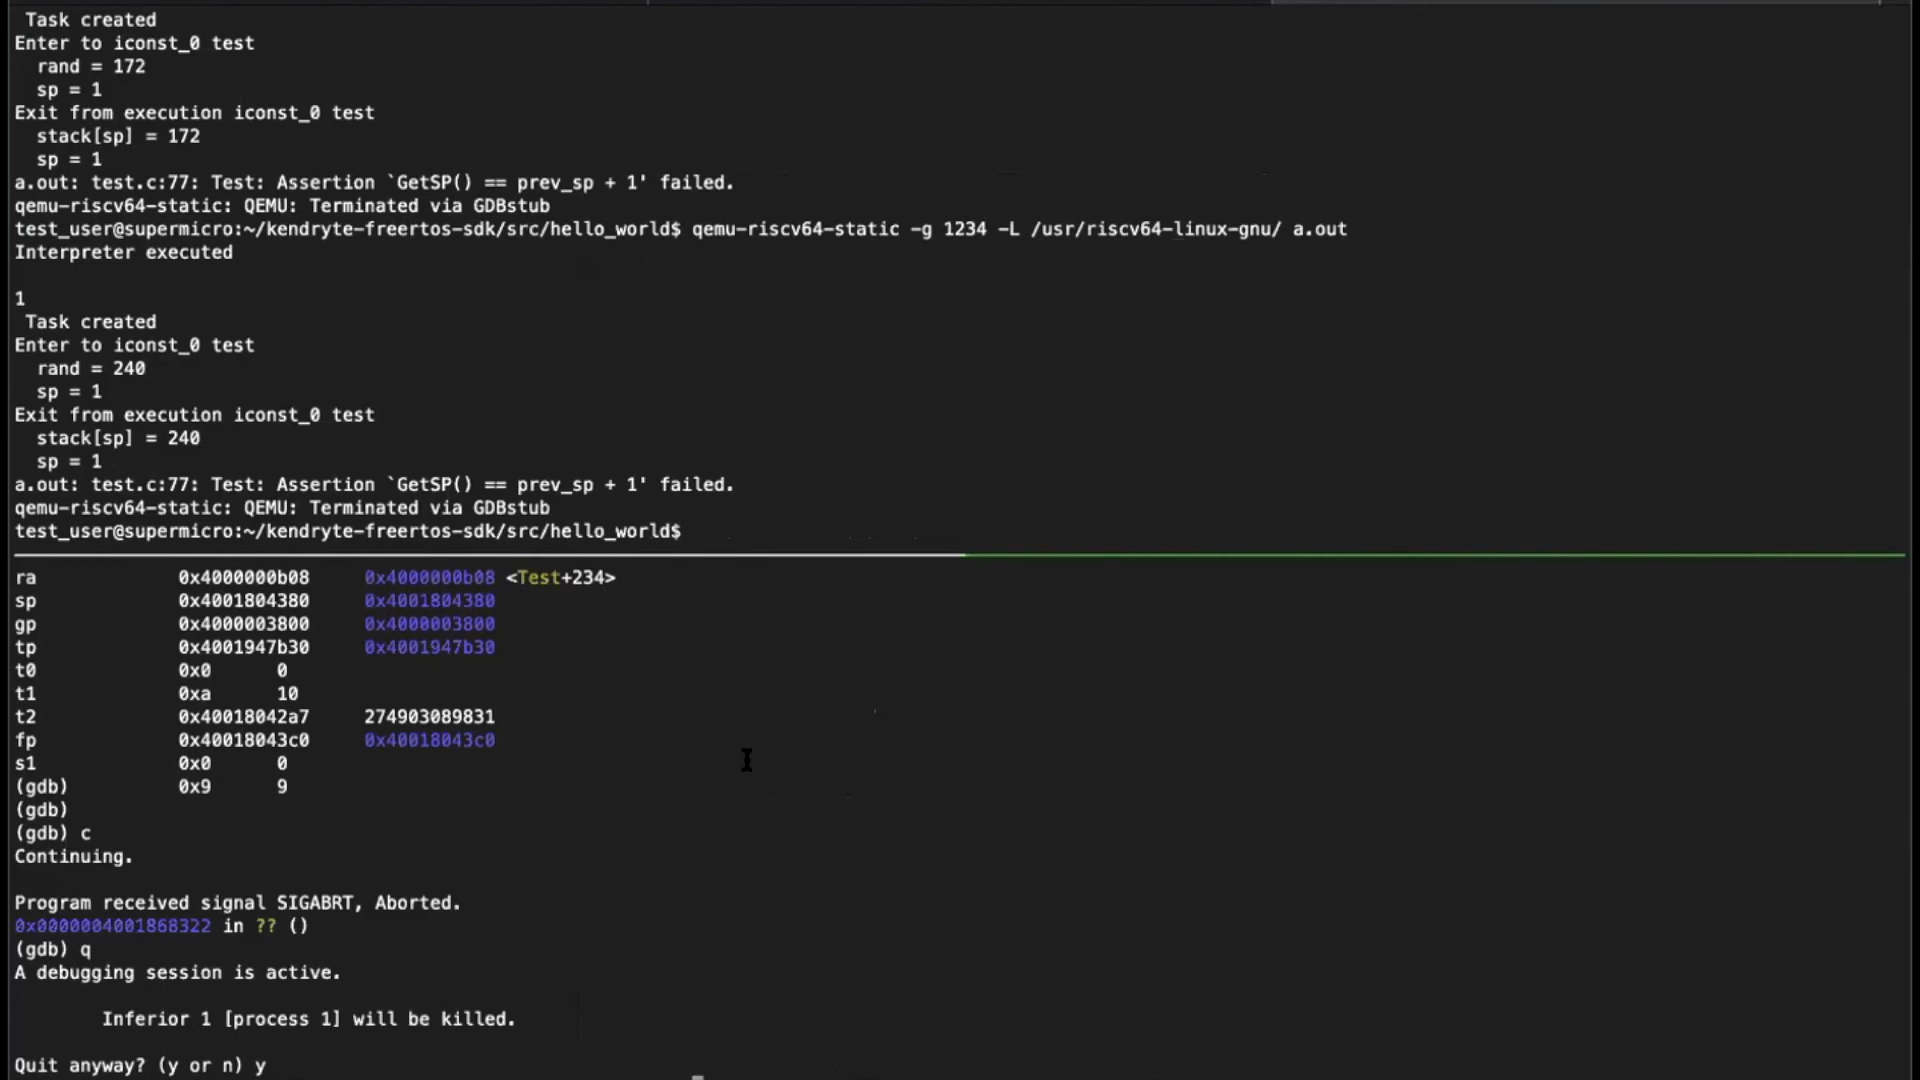 Task created
Enter to iconst_0 test
rand = 172
sp = 1
Exit from execution iconst_0 test
stack[sp] = 172
sp = 1
a.out: test.c:77: Test: Assertion `GetSP() == prev_sp + 1' failed.
qemu-riscv64-static: QEMU: Terminated via GDBstub
test_user@supermicro:~/kendryte-freertos-sdk/src/hello_world$ qemu-riscv64-static -g 1234 -L /usr/riscv64-linux-gnu/ a.out
Interpreter executed
1
Task created
Enter to iconst_0 test
rand = 240
sp = 1
Exit from execution iconst_0 test
stack[sp] = 240
sp = 1
a.out: test.c:77: Test: Assertion `GetSP() == prev_sp + 1' failed.
qemu-riscv64-static: QEMU: Terminated via GDBstub
test_user@supermicro:~/kendryte-freertos-sdk/src/hello_world$
ra 0x4000000b08 0x4000000b08 <Test+234>
sp 0x4001804380 0x4001804380
gp 0x4000003800 0x4000003800
tp 0x4001947b30 0x4001947b30
t0 0x0 0
t1 0xa 10
t2 0x40018042a7 274903089831
fp 0x40018043c0 0x40018043c0
s1 0x0 0
(gdb) 0x9 9
(gdb)
(gdb) c
Continuing.
Program received signal SIGABRT, Aborted.
0x0000004001868322 in ?? ()
(gdb) q
A debugging session is active.
Inferior 1 [process 1] will be killed.
Quit anyway? (y or n) y